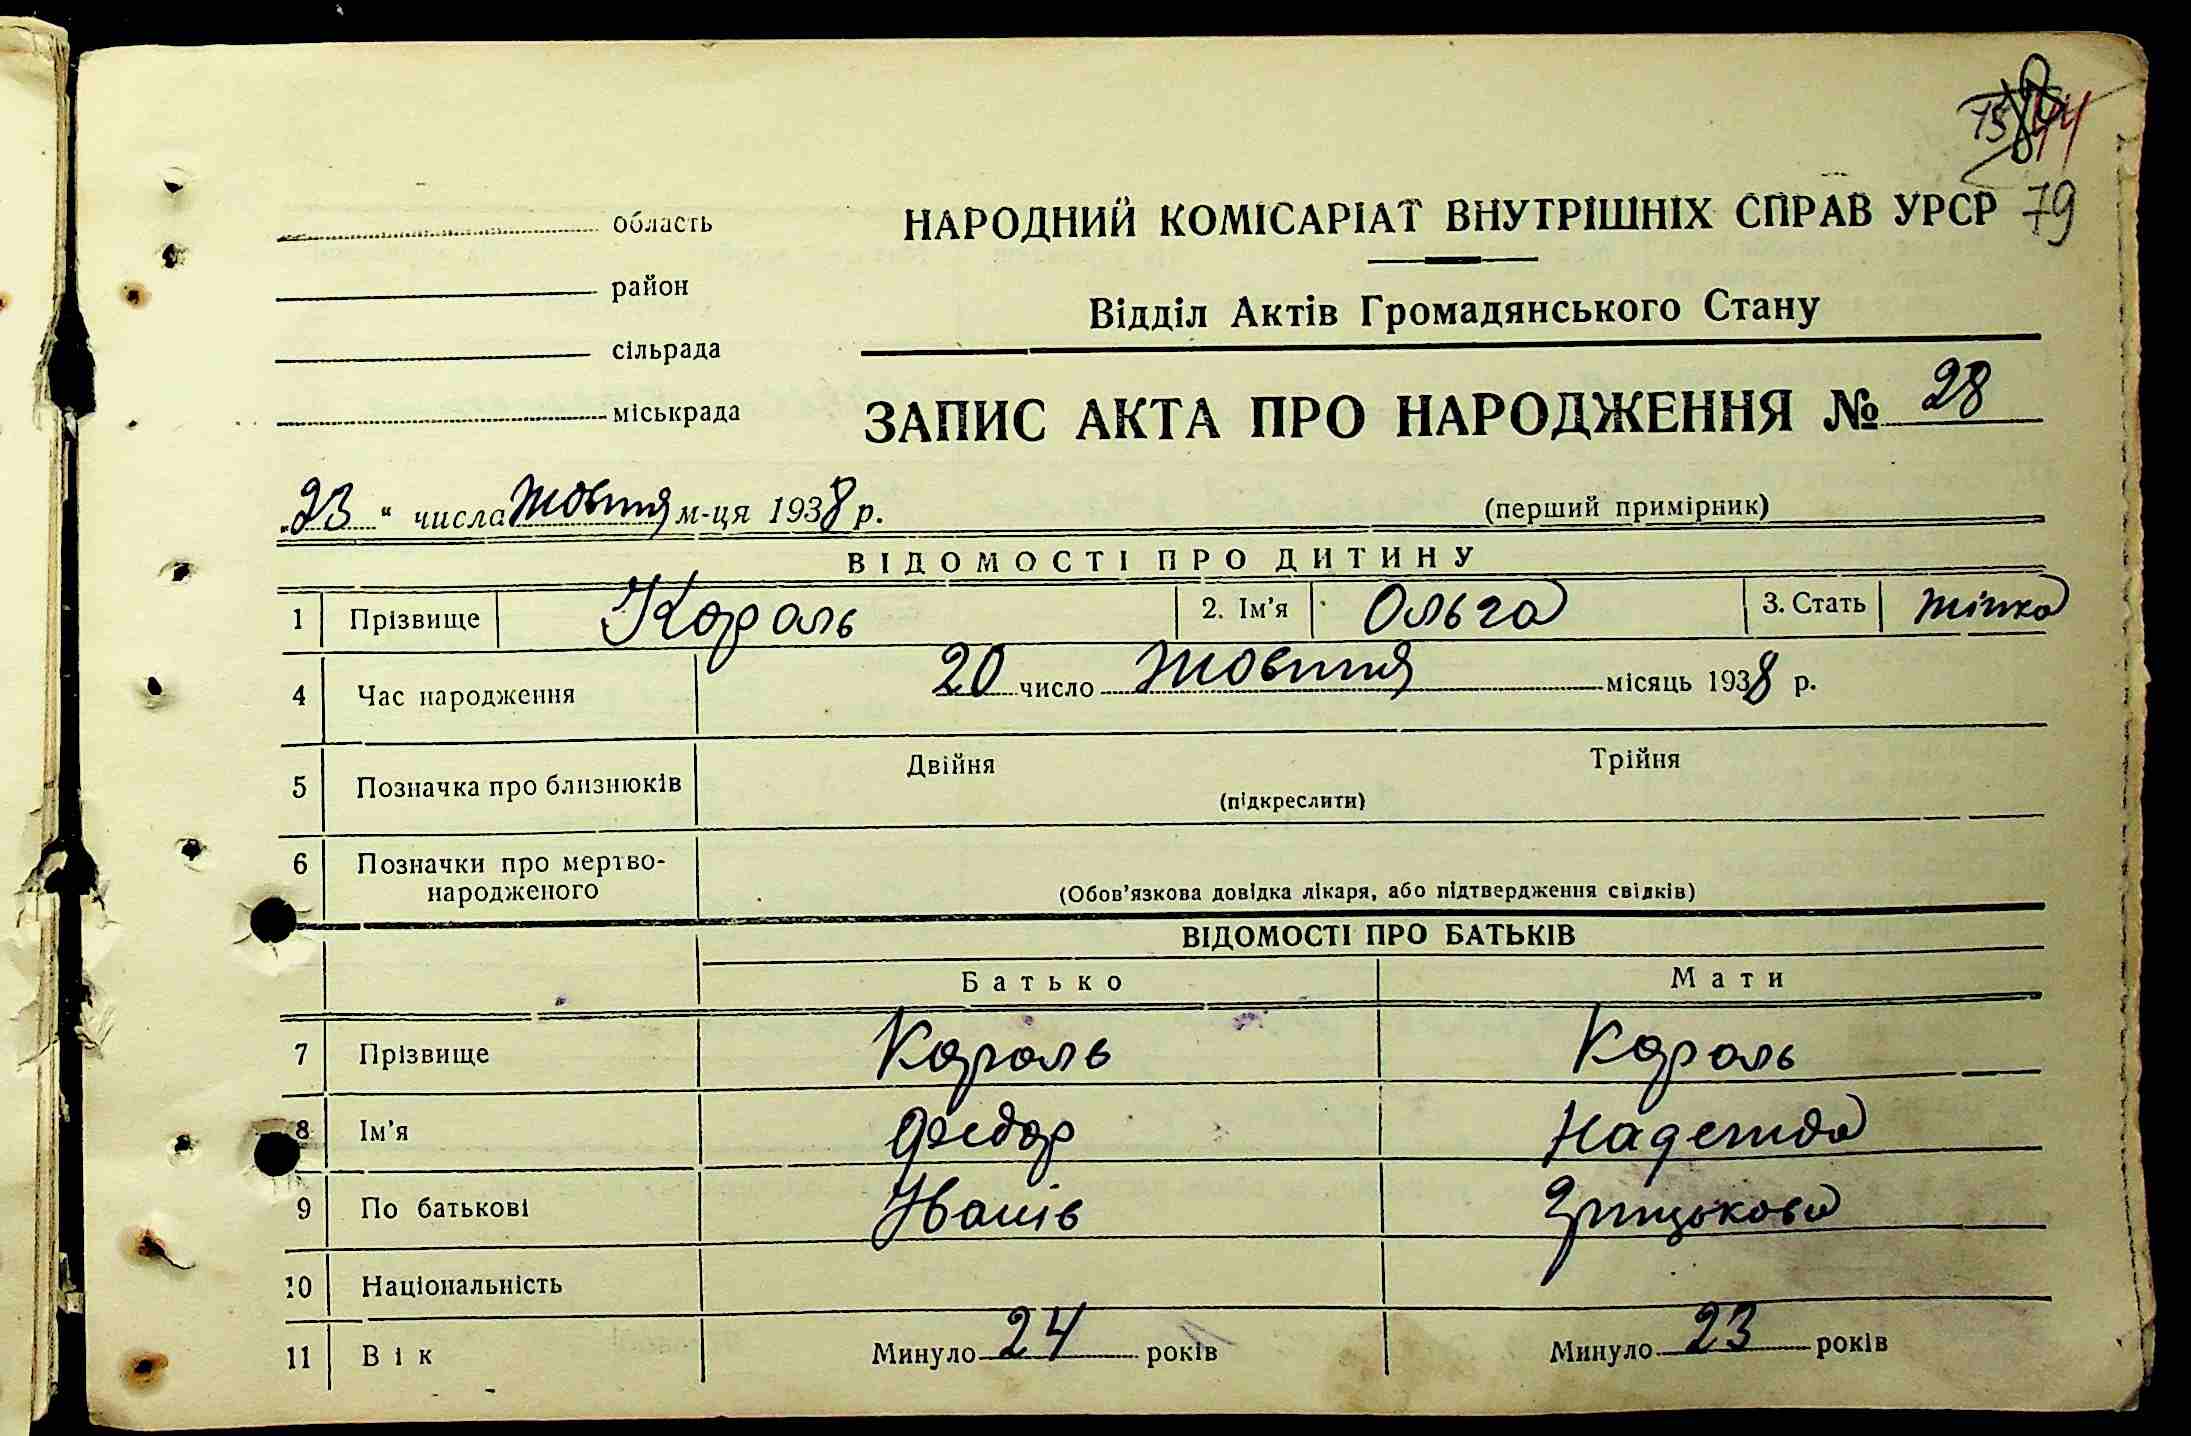 79
область
НАРОДНИЙ КОМІСАРІАТ ВНУТРІШНІХ СПРАВ УРСР
район
Відділ Актів Громадянського Стану
сільрада
міськрада
ЗАПИС АКТА ПРО НАРОДЖЕННЯ № 28
„23“ числа Жовтня м-ця 1938 р.
(перший примірник)
ВІДОМОСТІ ПРО ДИТИНУ
1 Прізвище Король 2. Ім'я Ольга 3. Стать жінка
4 Час народження 20 число Жовтня місяць 1938 р.
5 Позначка про близнюків Двійня Трійня
(підкреслити)
6 Позначки про мертво-
народженого
(Обов'язкова довідка лікаря, або підтвердження свідків)
ВІДОМОСТІ ПРО БАТЬКІВ
Батько Мати
7 Прізвище Король Король
8 Ім'я Федор Надежда
9 По батькові Іванів Грицькова
10 Національність
11 Вік Минуло 24 років Минуло 23 років